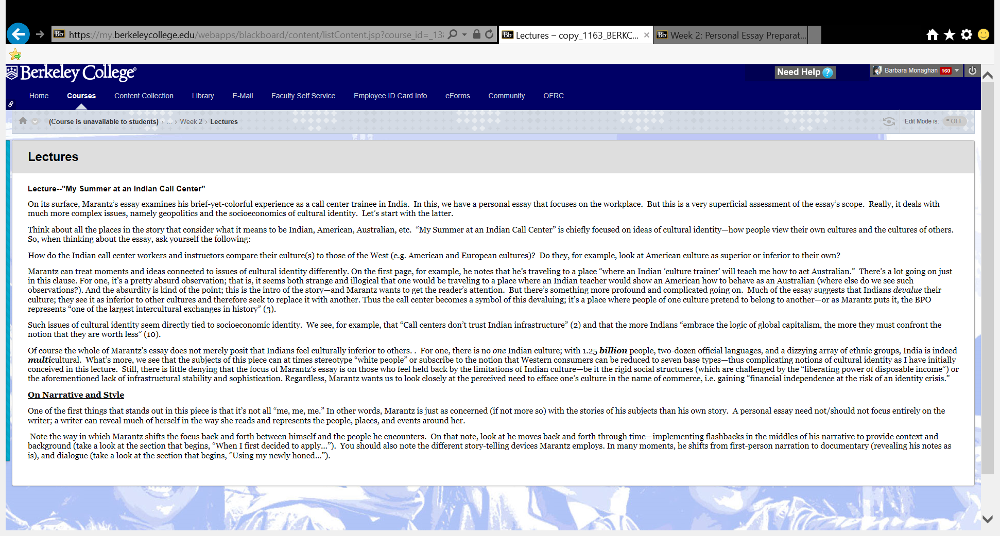 https://my.berkeleycollege.edu/webapps/blackboard/content/listContent.jsp?course_id=_13
Bb Lectures – copy_1163_BERKC...
Bb Week 2: Personal Essay Preparat...
Berkeley College®
Need Help ?
Barbara Monaghan 160
Home Courses Content Collection Library E-Mail Faculty Self Service Employee ID Card Info eForms Community OFRC
(Course is unavailable to students) > ... > Week 2 > Lectures
Edit Mode is: OFF
Lectures
Lecture--"My Summer at an Indian Call Center"
On its surface, Marantz’s essay examines his brief-yet-colorful experience as a call center trainee in India.  In this, we have a personal essay that focuses on the workplace.  But this is a very superficial assessment of the essay’s scope.  Really, it deals with
much more complex issues, namely geopolitics and the socioeconomics of cultural identity.  Let’s start with the latter.
Think about all the places in the story that consider what it means to be Indian, American, Australian, etc.  “My Summer at an Indian Call Center” is chiefly focused on ideas of cultural identity—how people view their own cultures and the cultures of others.
So, when thinking about the essay, ask yourself the following:
How do the Indian call center workers and instructors compare their culture(s) to those of the West (e.g. American and European cultures)?  Do they, for example, look at American culture as superior or inferior to their own?
Marantz can treat moments and ideas connected to issues of cultural identity differently. On the first page, for example, he notes that he’s traveling to a place “where an Indian ‘culture trainer’ will teach me how to act Australian.”  There’s a lot going on just
in this clause. For one, it’s a pretty absurd observation; that is, it seems both strange and illogical that one would be traveling to a place where an Indian teacher would show an American how to behave as an Australian (where else do we see such
observations?). And the absurdity is kind of the point; this is the intro of the story—and Marantz wants to get the reader’s attention.  But there’s something more profound and complicated going on.  Much of the essay suggests that Indians devalue their
culture; they see it as inferior to other cultures and therefore seek to replace it with another. Thus the call center becomes a symbol of this devaluing; it’s a place where people of one culture pretend to belong to another—or as Marantz puts it, the BPO
represents “one of the largest intercultural exchanges in history” (3).
Such issues of cultural identity seem directly tied to socioeconomic identity.  We see, for example, that “Call centers don’t trust Indian infrastructure” (2) and that the more Indians “embrace the logic of global capitalism, the more they must confront the
notion that they are worth less” (10).
Of course the whole of Marantz’s essay does not merely posit that Indians feel culturally inferior to others. .  For one, there is no one Indian culture; with 1.25 billion people, two-dozen official languages, and a dizzying array of ethnic groups, India is indeed
multicultural.  What’s more, we see that the subjects of this piece can at times stereotype “white people” or subscribe to the notion that Western consumers can be reduced to seven base types—thus complicating notions of cultural identity as I have initially
conceived in this lecture.  Still, there is little denying that the focus of Marantz’s essay is on those who feel held back by the limitations of Indian culture—be it the rigid social structures (which are challenged by the “liberating power of disposable income”) or
the aforementioned lack of infrastructural stability and sophistication. Regardless, Marantz wants us to look closely at the perceived need to efface one’s culture in the name of commerce, i.e. gaining “financial independence at the risk of an identity crisis.”
On Narrative and Style
One of the first things that stands out in this piece is that it’s not all “me, me, me.” In other words, Marantz is just as concerned (if not more so) with the stories of his subjects than his own story.  A personal essay need not/should not focus entirely on the
writer; a writer can reveal much of herself in the way she reads and represents the people, places, and events around her.
Note the way in which Marantz shifts the focus back and forth between himself and the people he encounters.  On that note, look at he moves back and forth through time—implementing flashbacks in the middles of his narrative to provide context and
background (take a look at the section that begins, “When I first decided to apply...”).  You should also note the different story-telling devices Marantz employs. In many moments, he shifts from first-person narration to documentary (revealing his notes as
is), and dialogue (take a look at the section that begins, “Using my newly honed...”).